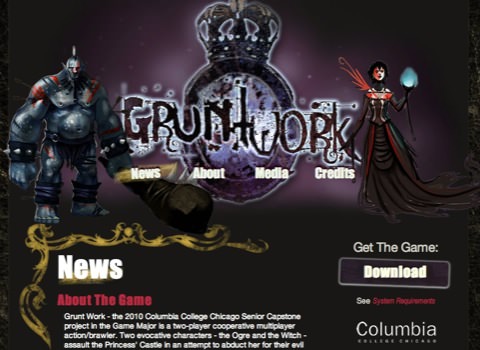 GRUNTWORK
News About Media Credits
Get The Game:
News
Download
About The Game
See System Requirements
Grunt Work - the 2010 Columbia College Chicago Senior Capstone
project in the Game Major is a two-player cooperative multiplayer
action/brawler. Two evocative characters - the Ogre and the Witch -
assault the Princess' Castle in an attempt to abduct her for their evil
Columbia
COLLEGE CHICAGO